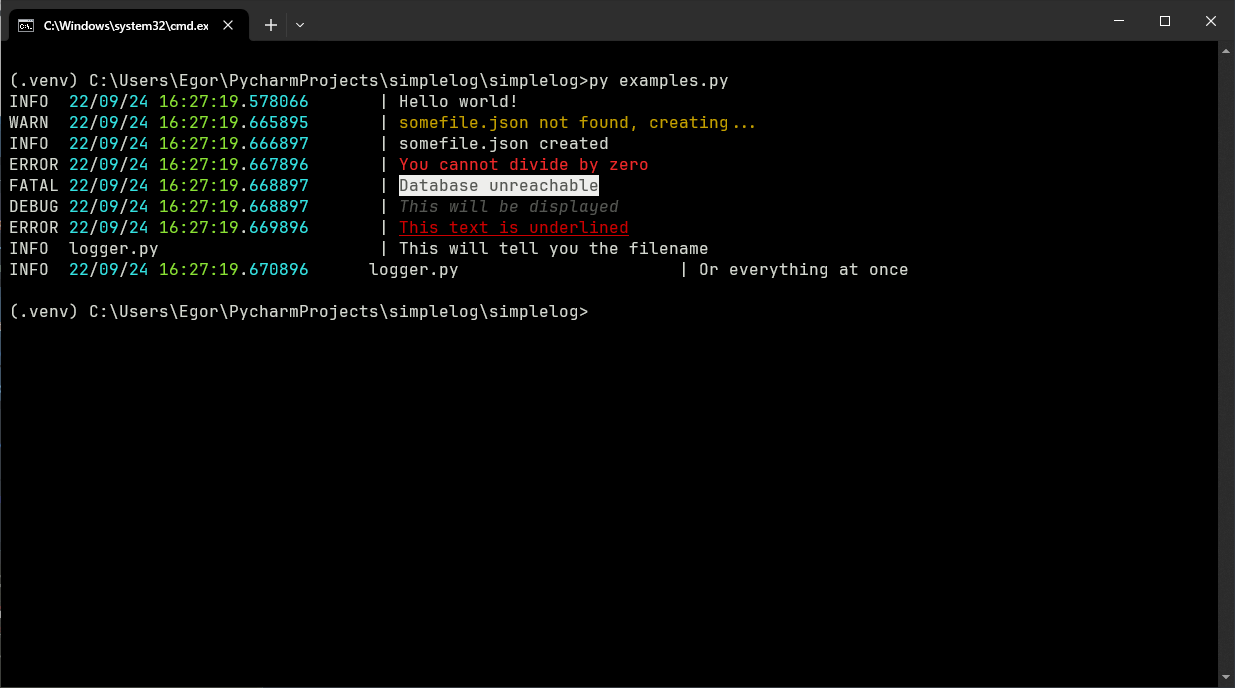 C:\Windows\system32\cmd.ex
(.venv) C:\Users\Egor\PycharmProjects\simplelog\simplelog>py examples.py
INFO  22/09/24 16:27:19.578066       | Hello world!
WARN  22/09/24 16:27:19.665895       | somefile.json not found, creating...
INFO  22/09/24 16:27:19.666897       | somefile.json created
ERROR 22/09/24 16:27:19.667896       | You cannot divide by zero
FATAL 22/09/24 16:27:19.668897       | Database unreachable
DEBUG 22/09/24 16:27:19.668897       | This will be displayed
ERROR 22/09/24 16:27:19.669896       | This text is underlined
INFO  logger.py                      | This will tell you the filename
INFO  22/09/24 16:27:19.670896      logger.py                      | Or everything at once
(.venv) C:\Users\Egor\PycharmProjects\simplelog\simplelog>